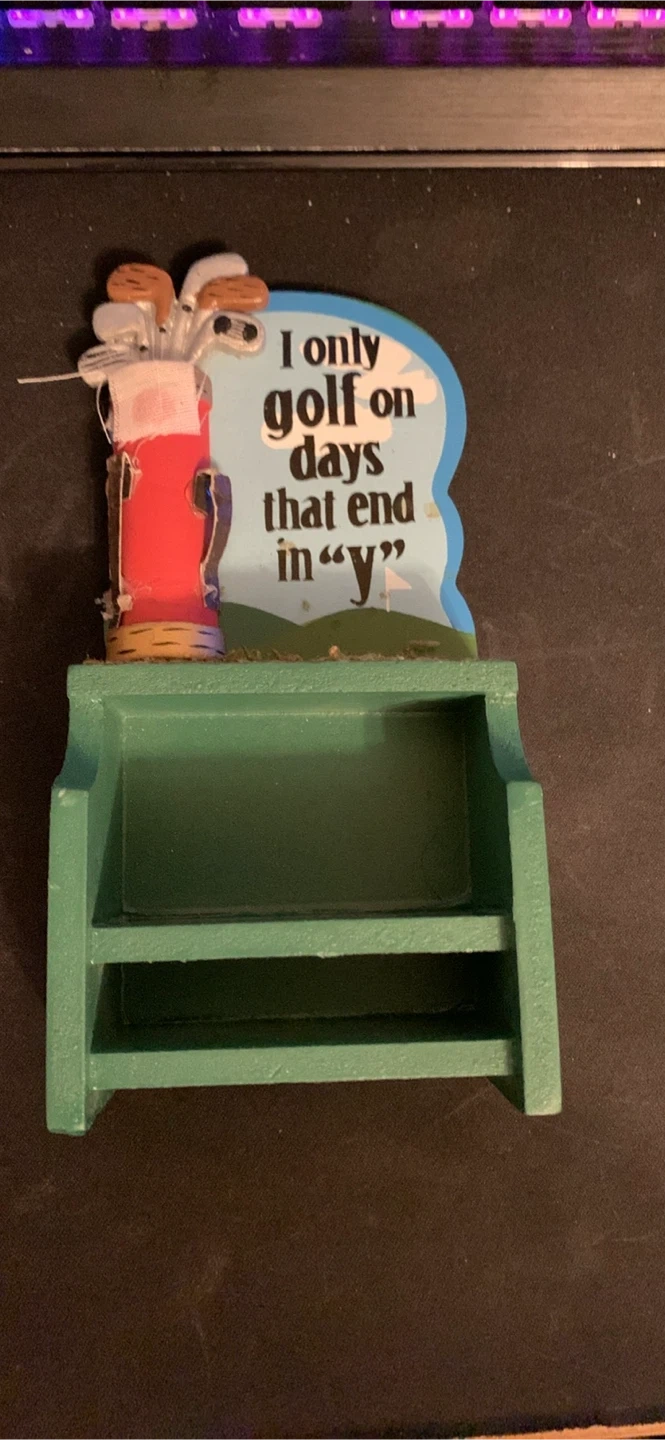 I only
golf on
days
that end
in “y”